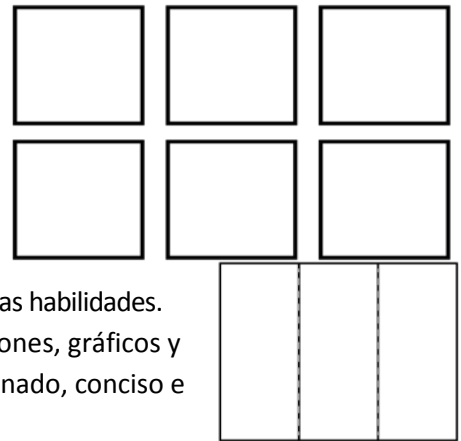 as habilidades.
ones, gráficos y
nado, conciso e